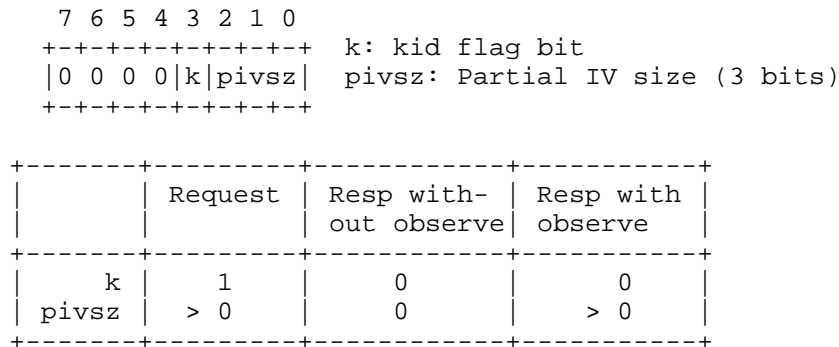 7 6 5 4 3 2 1 0
+-+-+-+-+-+-+-+-+  k: kid flag bit
|0 0 0 0|k|pivsz|  pivsz: Partial IV size (3 bits)
+-+-+-+-+-+-+-+-+
+-------+---------+------------+-----------+
|       | Request | Resp with- | Resp with |
|       |         | out observe| observe   |
+-------+---------+------------+-----------+
|     k |    1    |     0      |     0     |
| pivsz |   > 0   |     0      |    > 0    |
+-------+---------+------------+-----------+